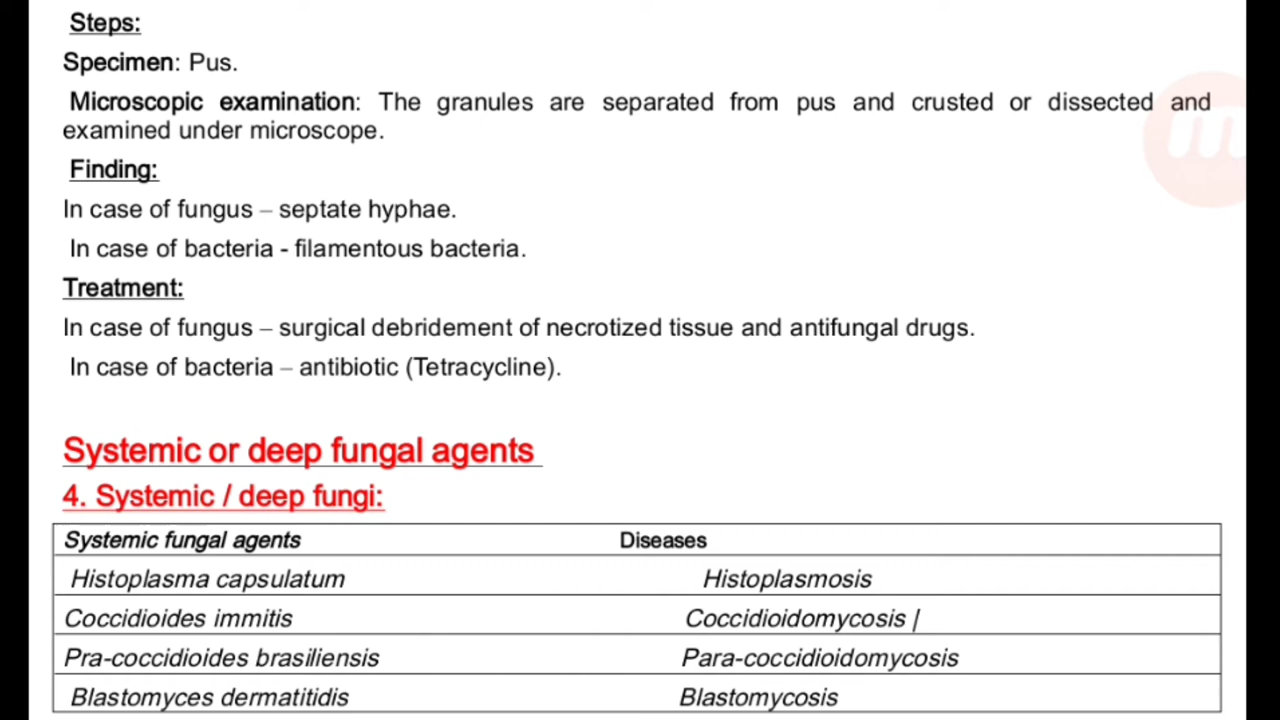 Steps:
Specimen: Pus.
Microscopic examination: The granules are separated from pus and crusted or dissected and
examined under microscope.
Finding:
In case of fungus – septate hyphae.
In case of bacteria - filamentous bacteria.
Treatment:
In case of fungus – surgical debridement of necrotized tissue and antifungal drugs.
In case of bacteria – antibiotic (Tetracycline).
Systemic or deep fungal agents
4. Systemic / deep fungi:
Systemic fungal agents Diseases
Histoplasma capsulatum Histoplasmosis
Coccidioides immitis Coccidioidomycosis |
Pra-coccidioides brasiliensis Para-coccidioidomycosis
Blastomyces dermatitidis Blastomycosis